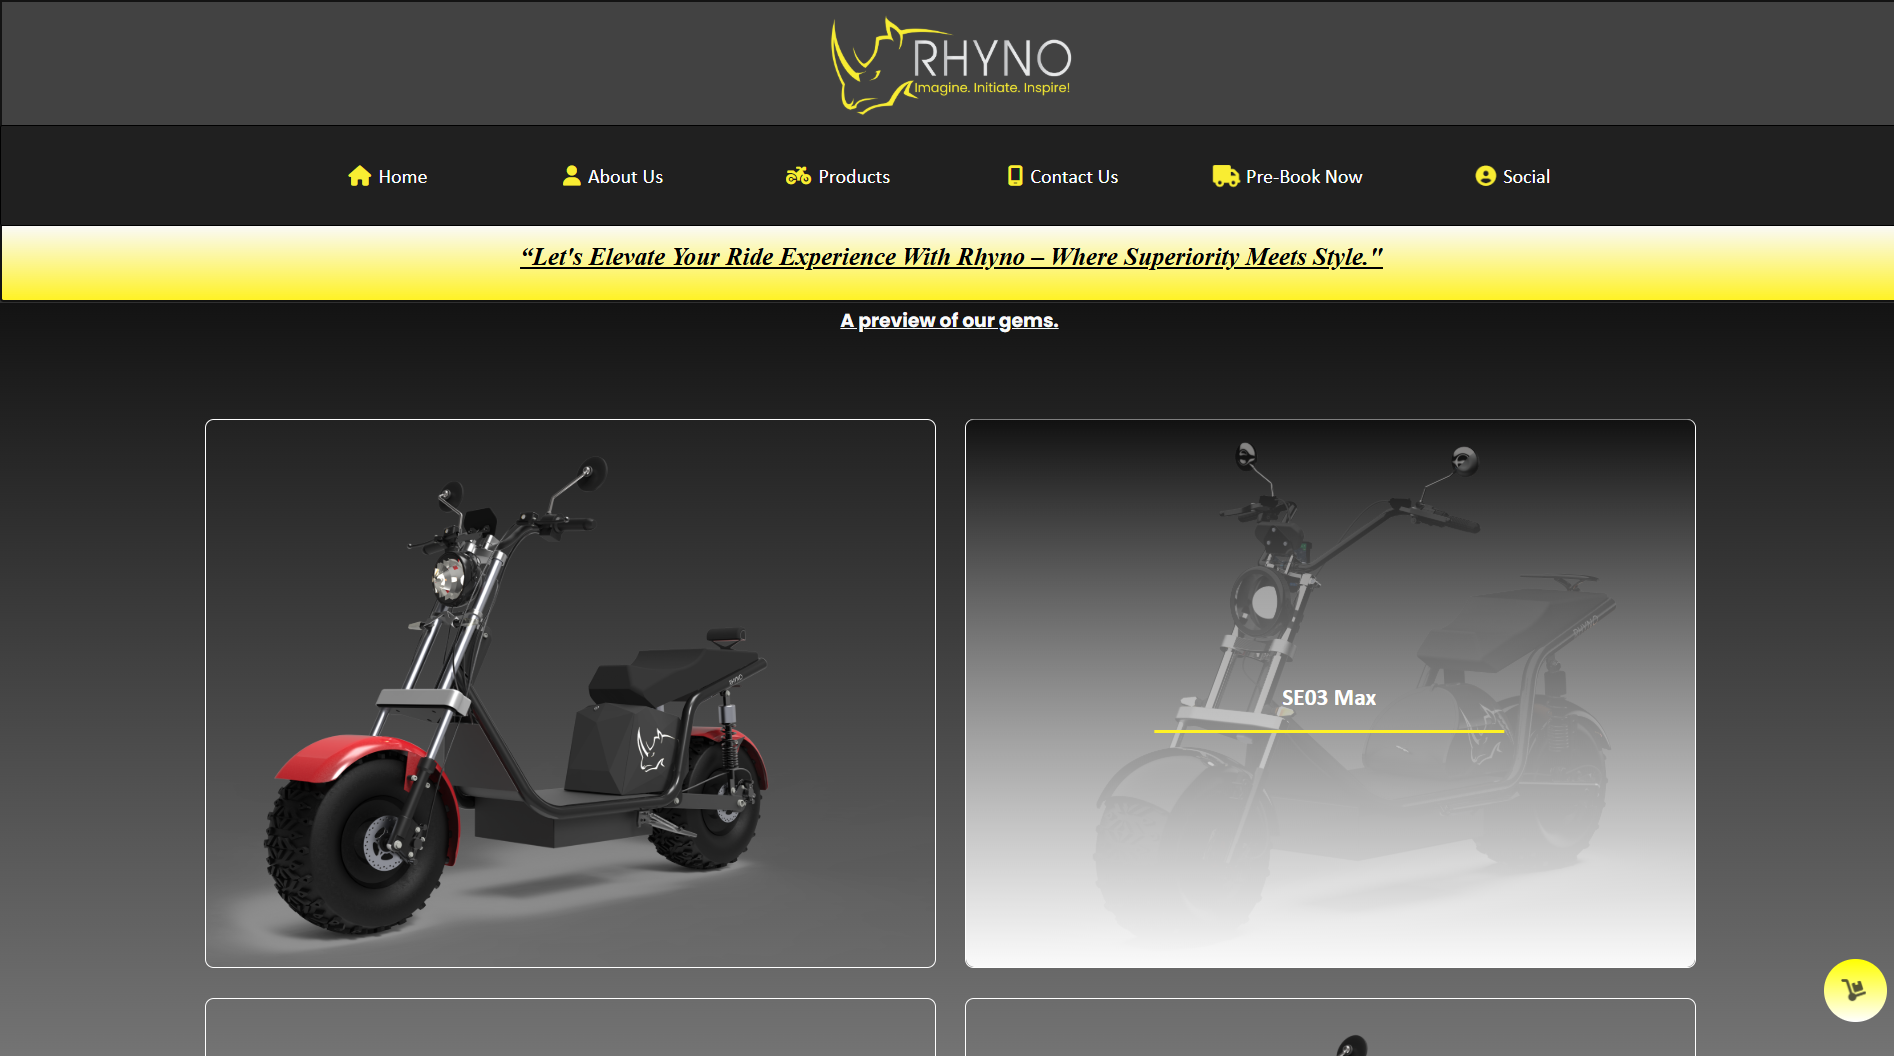 RHYNO
Imagine. Initiate. Inspire!
Home
About Us
Products
Contact Us
Pre-Book Now
Social
“Let's Elevate Your Ride Experience With Rhyno – Where Superiority Meets Style."
A preview of our gems.
RHYNO
SE03 Max